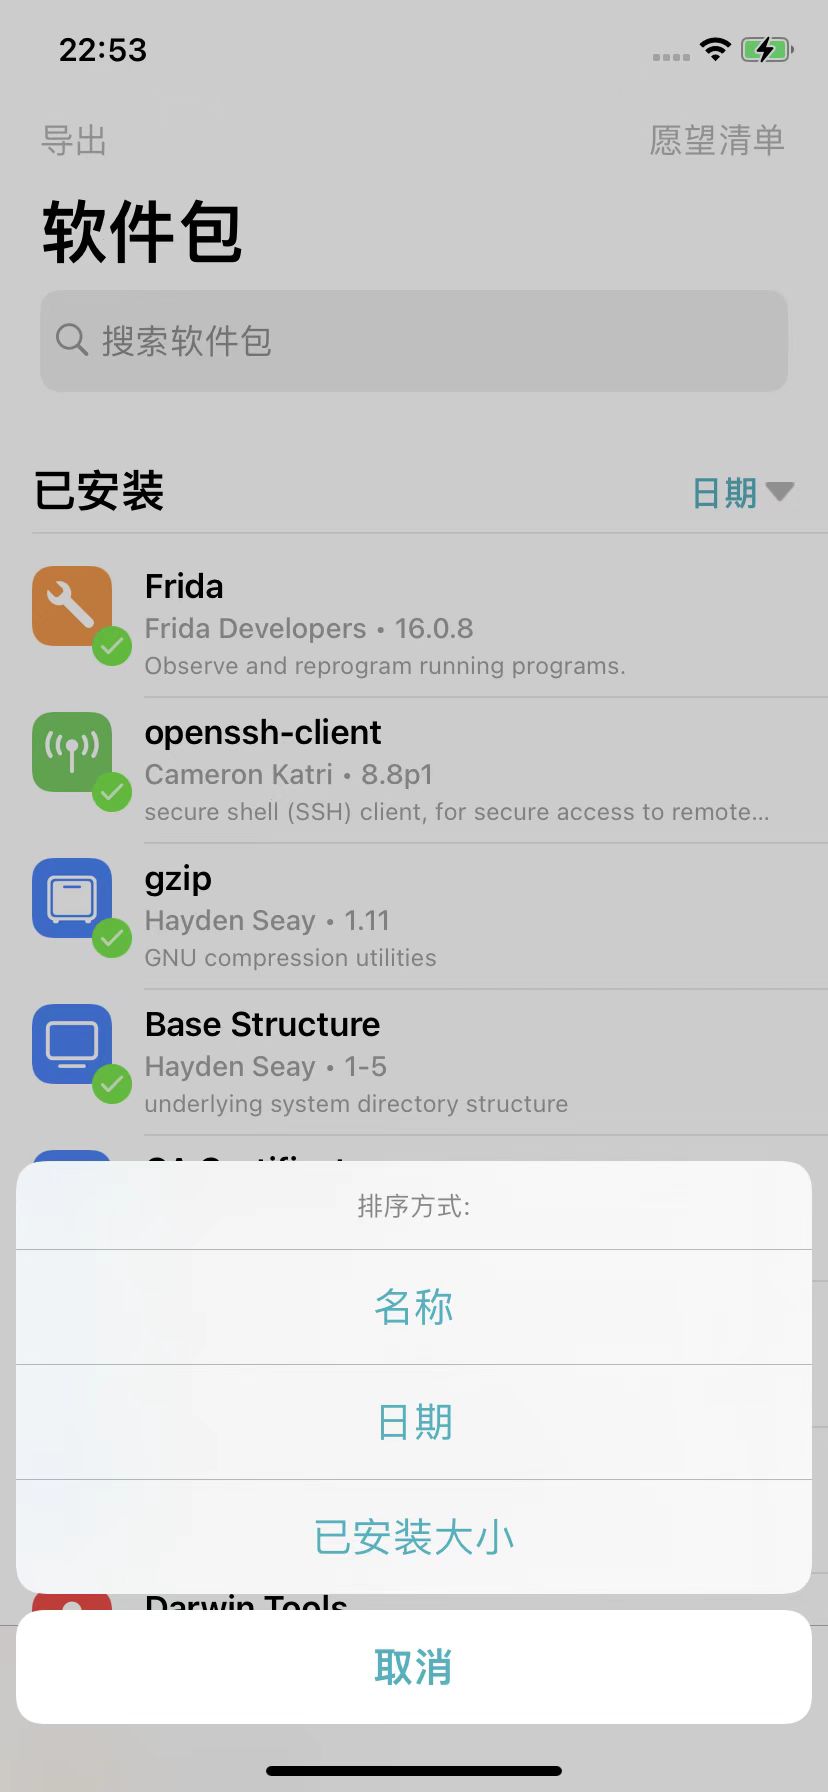 22:53
导出
愿望清单
软件包
搜索软件包
已安装
日期
Frida
Frida Developers • 16.0.8
Observe and reprogram running programs.
openssh-client
Cameron Katri • 8.8p1
secure shell (SSH) client, for secure access to remote...
gzip
Hayden Seay • 1.11
GNU compression utilities
Base Structure
Hayden Seay • 1-5
underlying system directory structure
排序方式:
名称
日期
已安装大小
Darwin Tools
取消